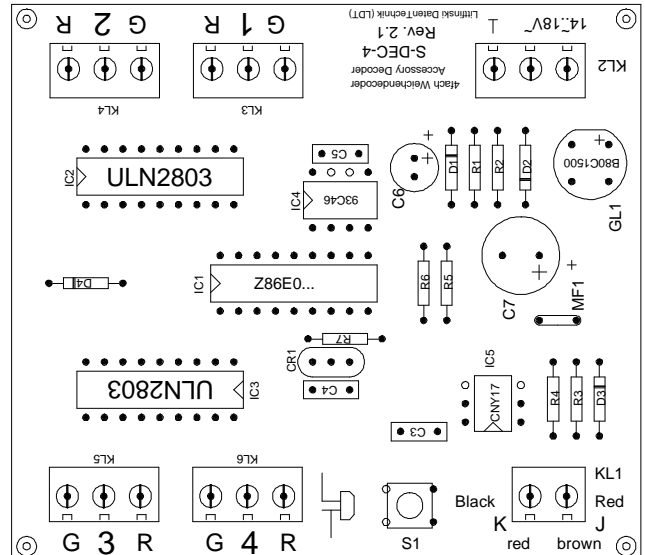 R 2 G
R 1 G
Littfinski DatenTechnik (LDT)
Rev. 2.1
S-DEC-4
Accessory Decoder
4fach Weichendecoder
⊥ 14..18V~
KL4
KL3
KL2
C5
IC2
ULN2803
IC4
93C46
C6
+
D1
R1
R2
D2
B80C1500
+
GL1
IC1
Z86E0...
D4
R6
R5
C7
+
+
MF1
R7
CR1
C4
ULN2803
IC3
IC5
CNY17
C3
R4
R3
D3
KL5
KL6
KL1
G 3 R
G 4 R
S1
Black
Red
K
J
red
brown